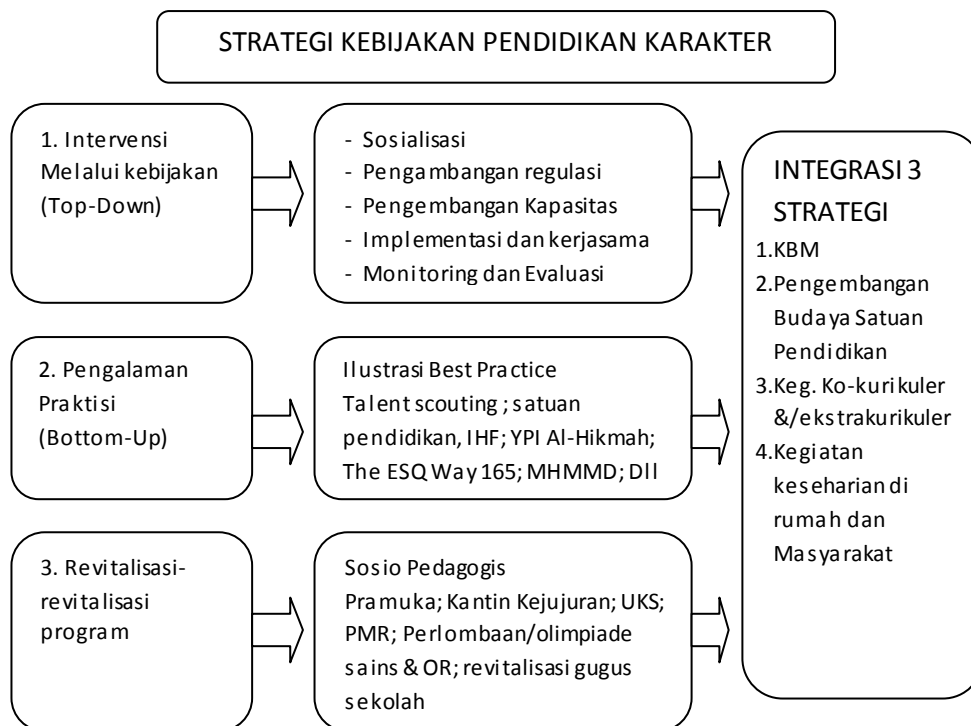 STRATEGI KEBIJAKAN PENDIDIKAN KARAKTER
1. Intervensi
Melalui kebijakan
(Top-Down)
- Sosialisasi
- Pengambangan regulasi
- Pengembangan Kapasitas
- Implementasi dan kerjasama
- Monitoring dan Evaluasi
2. Pengalaman
Praktisi
(Bottom-Up)
Ilustrasi Best Practice
Talent scouting ; satuan
pendidikan, IHF; YPI Al-Hikmah;
The ESQ Way 165; MHMMD; Dll
3. Revitalisasi-
revitalisasi
program
Sosio Pedagogis
Pramuka; Kantin Kejujuran; UKS;
PMR; Perlombaan/olimpiade
sains & OR; revitalisasi gugus
sekolah
INTEGRASI 3
STRATEGI
1.KBM
2.Pengembangan
Budaya Satuan
Pendidikan
3.Keg. Ko-kurikuler
&/ekstrakurikuler
4.Kegiatan
keseharian di
rumah dan
Masyarakat